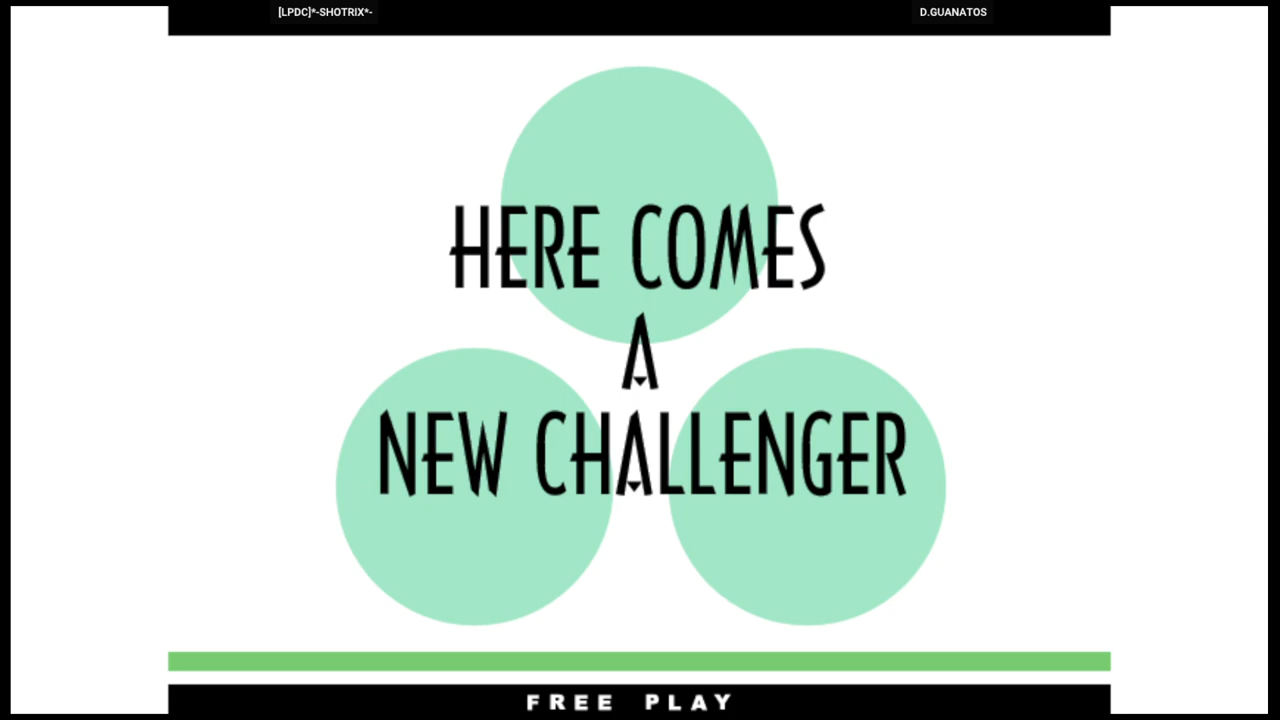 [LPDC]*-SHOTRIX*-
D.GUANATOS
HERE COMES
A
NEW CHALLENGER
FREE PLAY